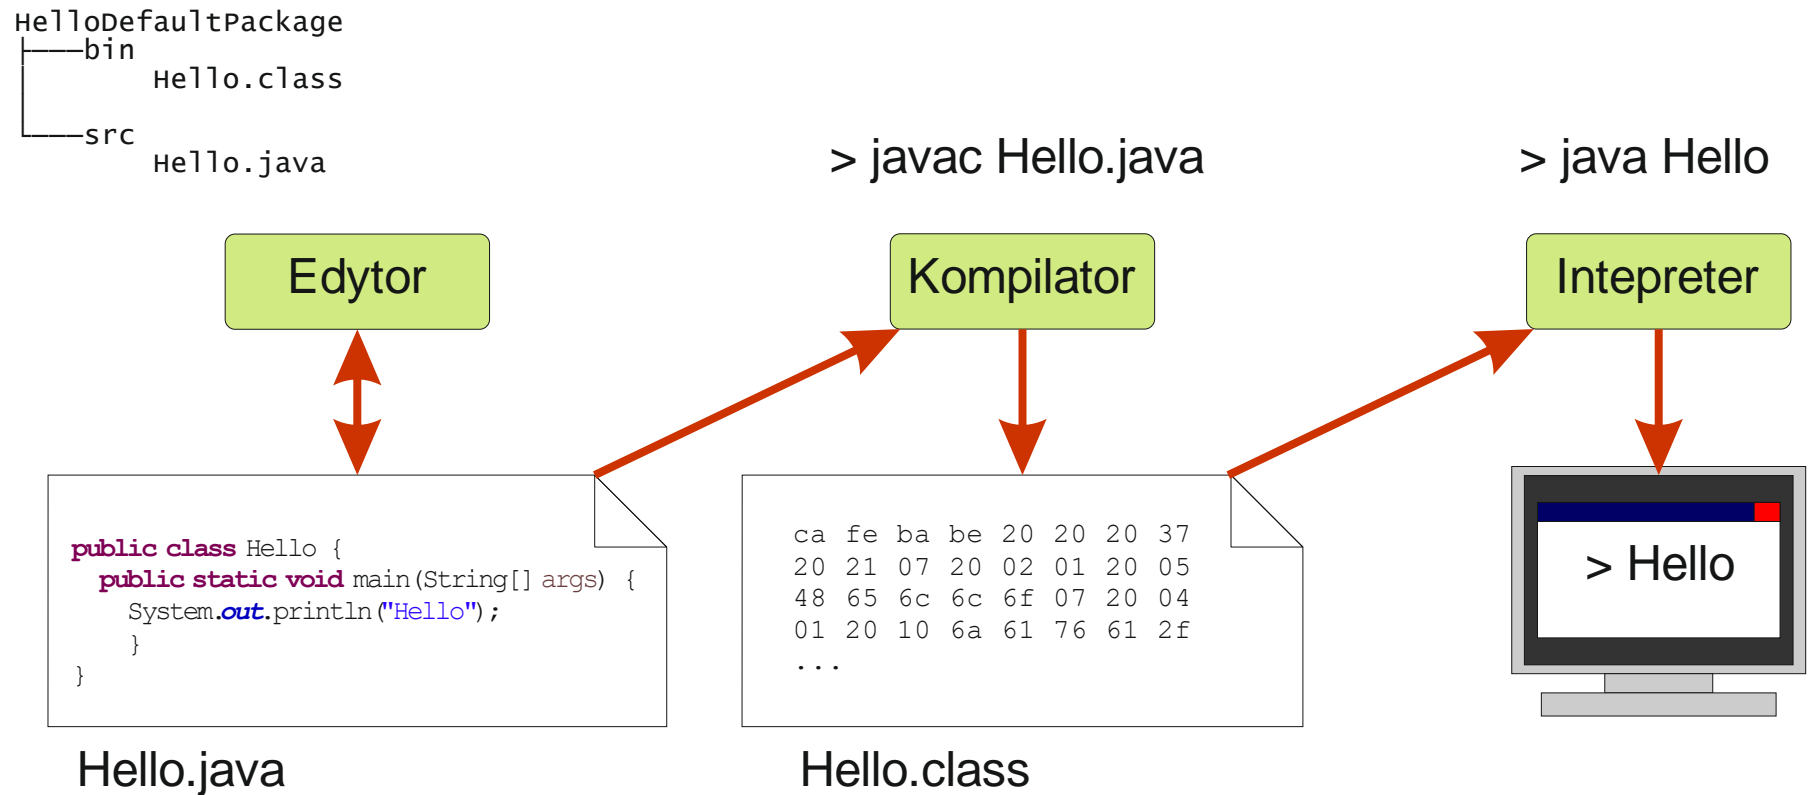 HelloDefaultPackage
├───bin
│       Hello.class
│
└───src
        Hello.java
> javac Hello.java
> java Hello
Edytor
Kompilator
Intepreter
public class Hello {
  public static void main(String[] args) {
    System.out.println("Hello");
    }
}
ca fe ba be 20 20 20 37
20 21 07 20 02 01 20 05
48 65 6c 6c 6f 07 20 04
01 20 10 6a 61 76 61 2f
...
> Hello
Hello.java
Hello.class